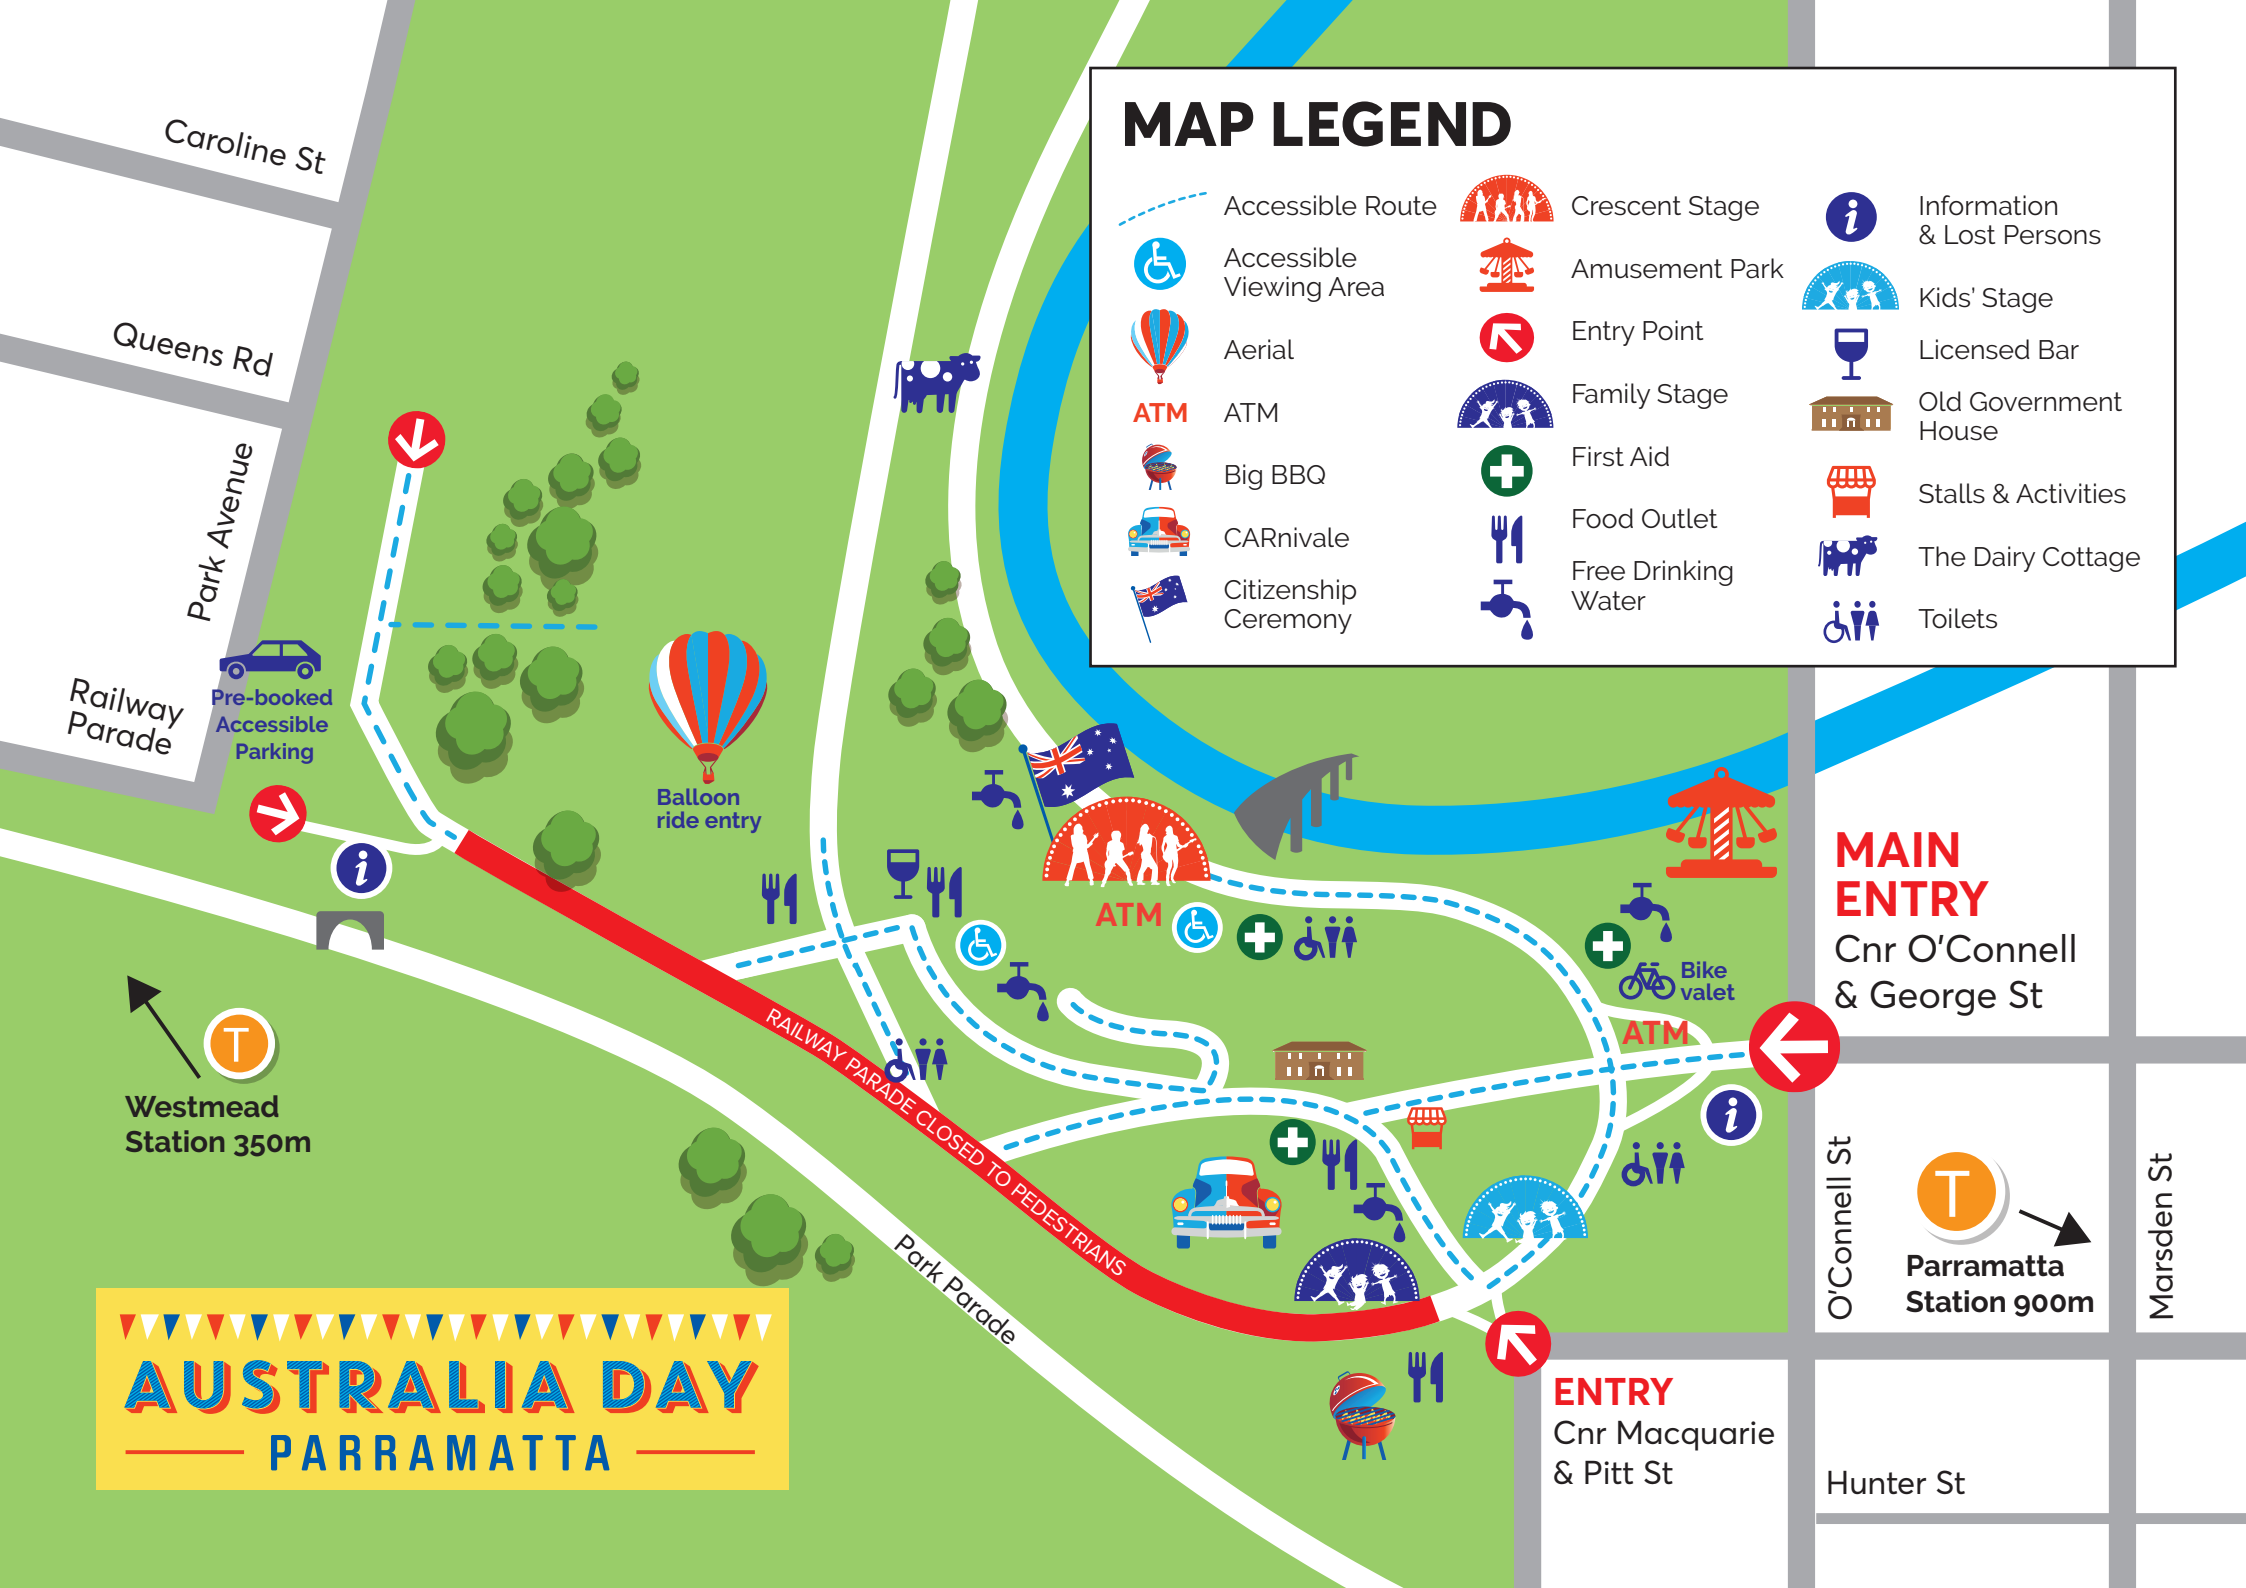 Caroline St
Queens Rd
Park Avenue
Railway
Parade
Pre-booked
Accessible
Parking
MAP LEGEND
Accessible Route
Accessible
Viewing Area
Aerial
ATM
ATM
Big BBQ
CARnivale
Citizenship
Ceremony
Crescent Stage
Amusement Park
Entry Point
Family Stage
First Aid
Food Outlet
Free Drinking
Water
i
Information
& Lost Persons
Kids' Stage
Licensed Bar
Old Government
House
Stalls & Activities
The Dairy Cottage
Toilets
Balloon
ride entry
i
ATM
Bike
valet
ATM
MAIN
ENTRY
Cnr O'Connell
& George St
T
Westmead
Station 350m
RAILWAY PARADE CLOSED TO PEDESTRIANS
Park Parade
i
O'Connell St
T
Parramatta
Station 900m
Marsden St
ENTRY
Cnr Macquarie
& Pitt St
Hunter St
AUSTRALIA DAY
PARRAMATTA